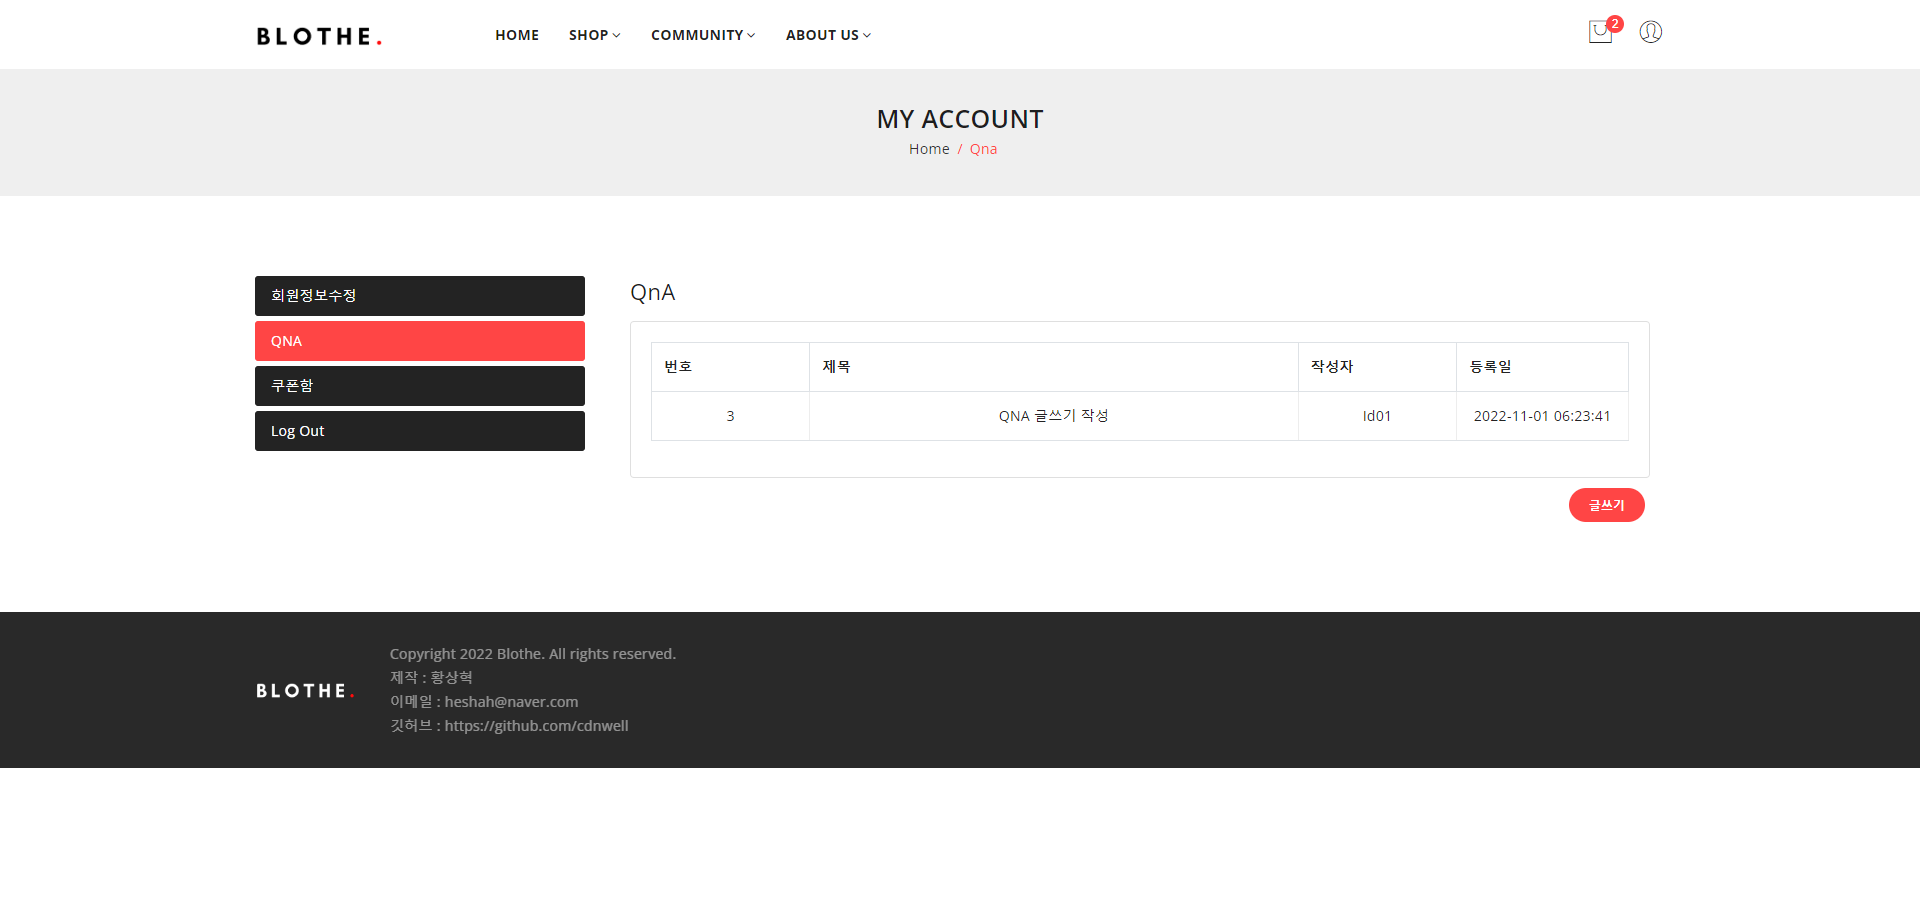 BLOTHE.
HOME SHOP COMMUNITY ABOUT US
2
MY ACCOUNT
Home / Qna
회원정보수정
QNA
쿠폰함
Log Out
QnA
번호 제목 작성자 등록일
3 QNA 글쓰기 작성 Id01 2022-11-01 06:23:41
글쓰기
BLOTHE.
Copyright 2022 Blothe. All rights reserved.
제작 : 황상혁
이메일 : heshah@naver.com
깃허브 : https://github.com/cdnwell